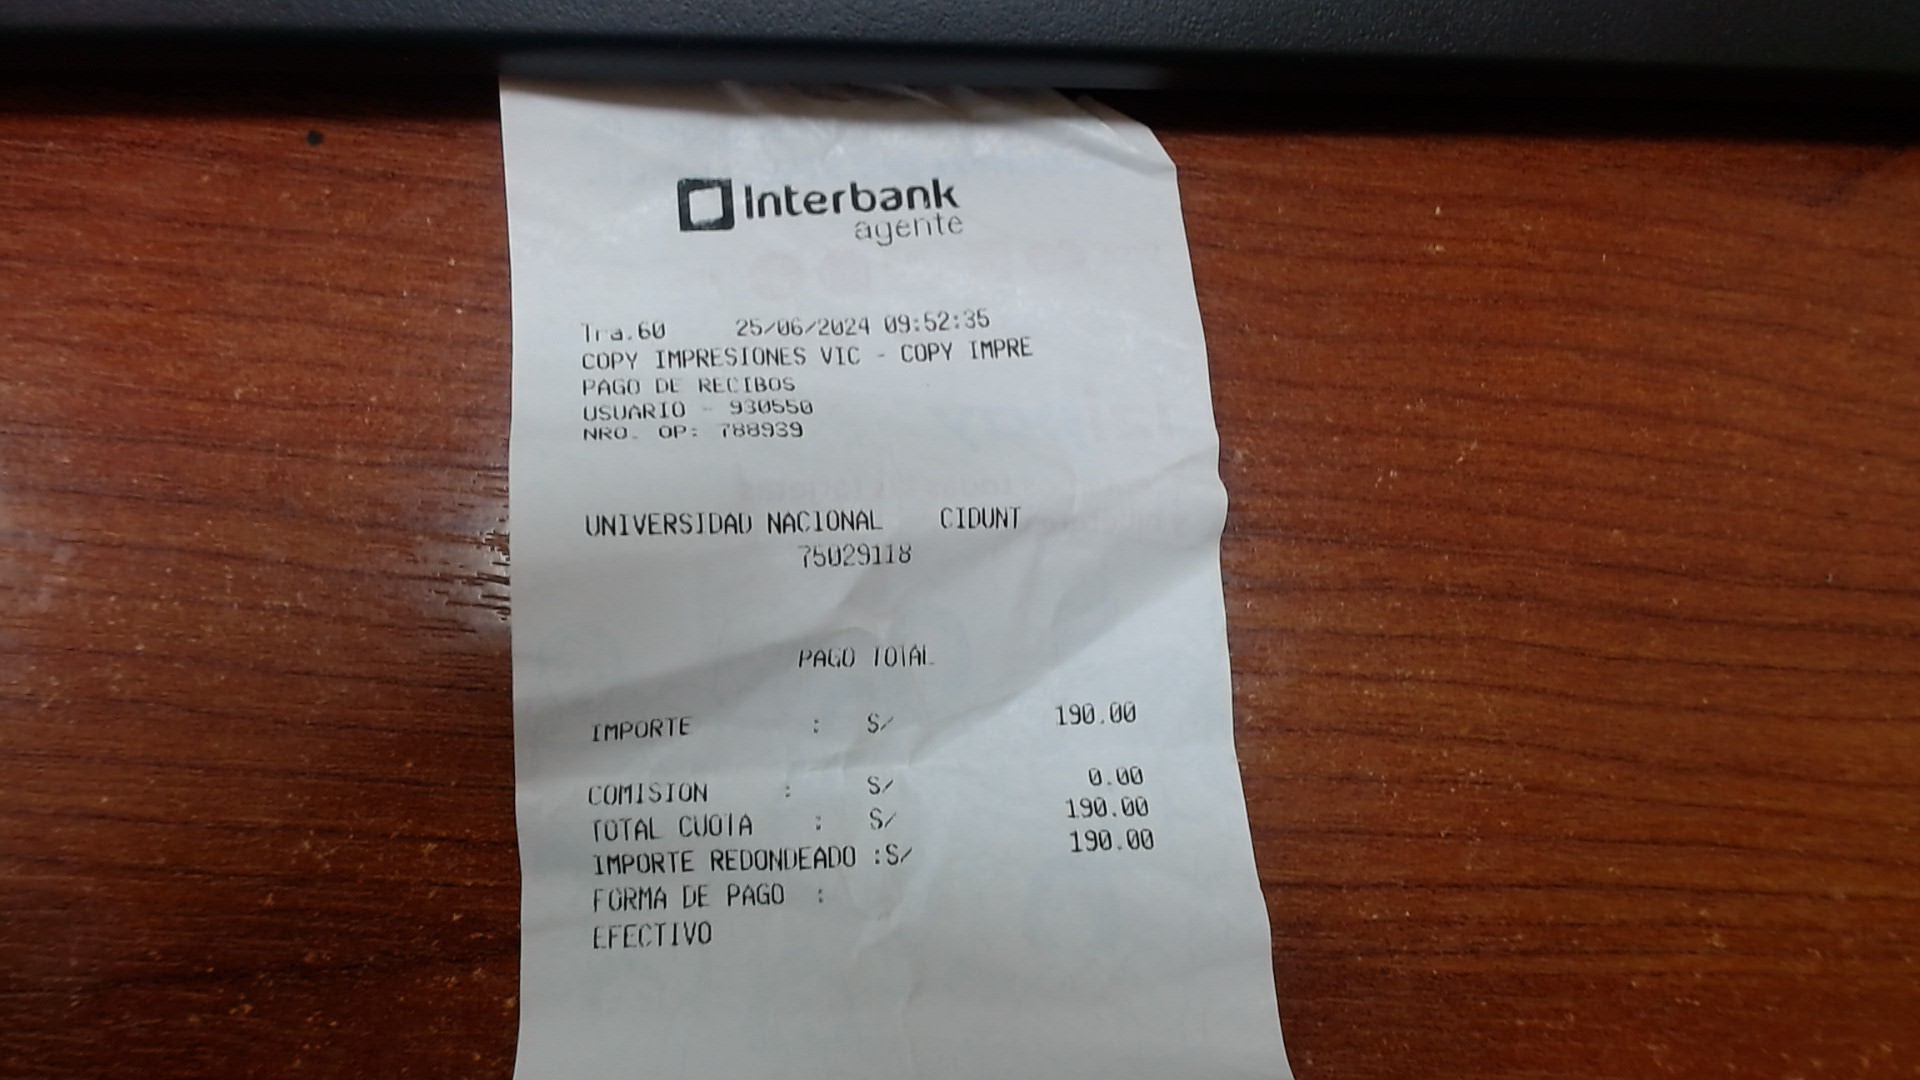 Interbank
agente
Tra.60 25/06/2024 09:52:35
COPY IMPRESIONES VIC - COPY IMPRE
PAGO DE RECIBOS
USUARIO - 930550
NRO. OP: 788939
UNIVERSIDAD NACIONAL CIDUNT
75029118
PAGO TOTAL
IMPORTE : S/ 190.00
COMISION : S/ 0.00
TOTAL CUOTA : S/ 190.00
IMPORTE REDONDEADO :S/ 190.00
FORMA DE PAGO :
EFECTIVO